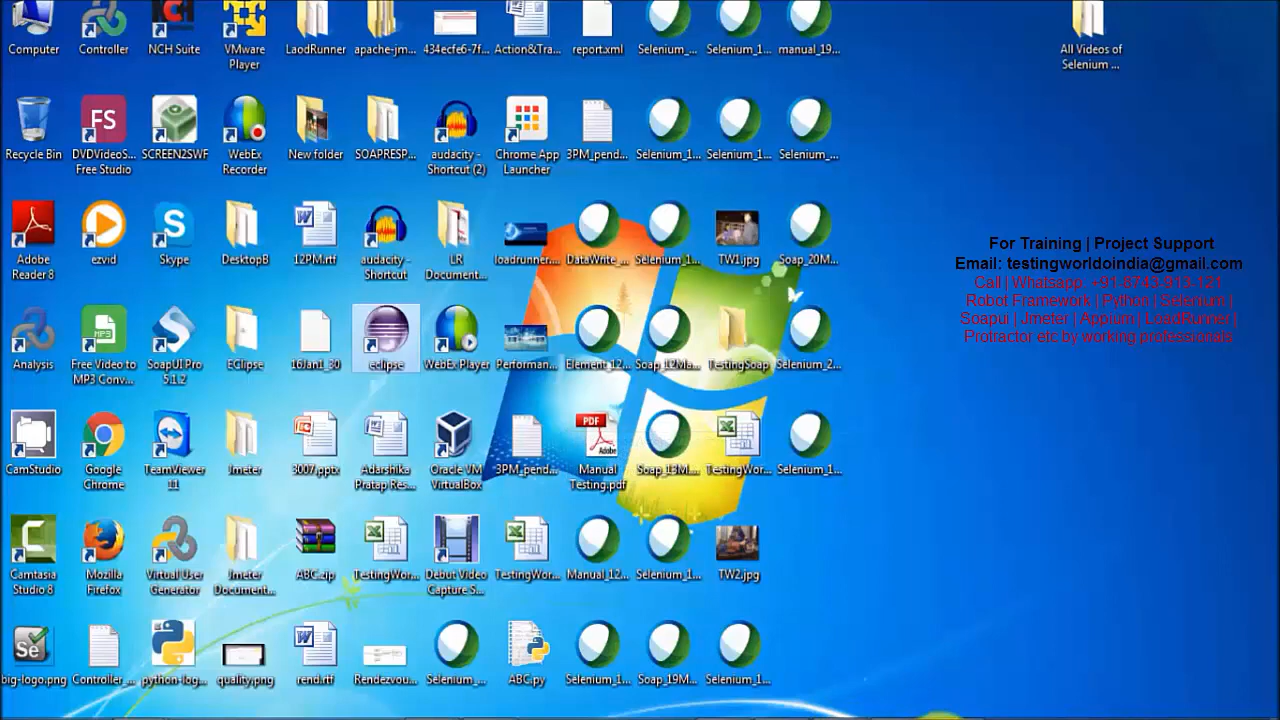 Computer
Controller
NCH Suite
VMware
Player
LaodRunner
apache-jm...
434ecfe6-7f...
Action&Tra...
report.xml
Selenium_...
Selenium_1...
manual_19...
All Videos of
Selenium ...
Recycle Bin
DVDVideoS...
Free Studio
SCREEN2SWF
WebEx
Recorder
New folder
SOAPRESP...
audacity -
Shortcut (2)
Chrome App
Launcher
3PM_pend...
Selenium_1...
Selenium_1...
Selenium_...
FS
Adobe
Reader 8
ezvid
Skype
DesktopB
12PM.rtf
audacity -
Shortcut
LR
Document...
loadrunner...
DataWrite_...
Selenium_1...
TW1.jpg
Soap_20M...
For Training | Project Support
Email: testingworldoindia@gmail.com
Call | Whatsapp: +91-8743-913-121
Robot Framework | Python | Selenium |
Soapui | Jmeter | Appium | LoadRunner |
Protractor etc by working professionals
Analysis
Free Video to
MP3 Conv...
SoapUI Pro
5.1.2
EClipse
16Jan1_30
eclipse
WebEx Player
Performan...
Element_12...
Soap_12Ma...
TestingSoap
Selenium_2...
MP3
CamStudio
Google
Chrome
TeamViewer
11
Jmeter
3007.pptx
Adarshika
Pratap Res...
Oracle VM
VirtualBox
3PM_pend...
Manual
Testing.pdf
Soap_13M...
TestingWor...
Selenium_1...
PDF
Adobe
Camtasia
Studio 8
Mozilla
Firefox
Virtual User
Generator
Jmeter
Document...
ABC.zip
TestingWor...
Debut Video
Capture S...
TestingWor...
Manual_12...
Selenium_1...
TW2.jpg
Se
big-logo.png
Controller_...
python-log...
quality.png
rend.rtf
Rendezvou...
Selenium_...
ABC.py
Selenium_1...
Soap_19M...
Selenium_1...